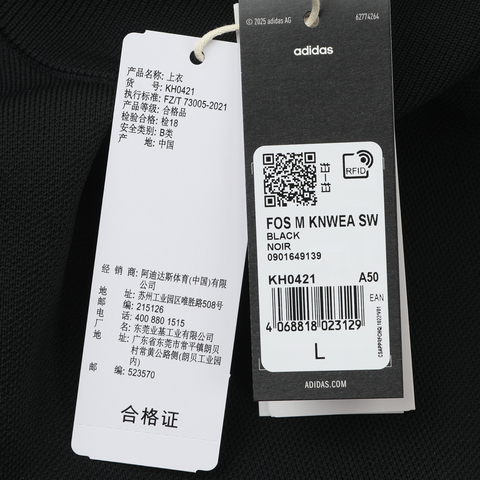 产品名称: 上衣
货 号: KH0421
执行标准: FZ/T 73005-2021
产品等级: 合格品
检验合格: 检18
安全类别: B类
产 地: 中国
经 销 商: 阿迪达斯体育(中国)有限公司
地 址: 苏州工业园区唯胜路508号
邮 编: 215126
电 话: 400 880 1515
厂 名: 东莞业基工业有限公司
地 址: 广东省东莞市常平镇朗贝村常黄公路侧(朗贝工业园内)
邮 编: 523570
合格证
© 2025 adidas AG
62774264
adidas
RFID
FOS M KNWEA SW
BLACK
NOIR
0901649139
KH0421 A50
EAN
4 068818 023129
L
ADIDAS.COM